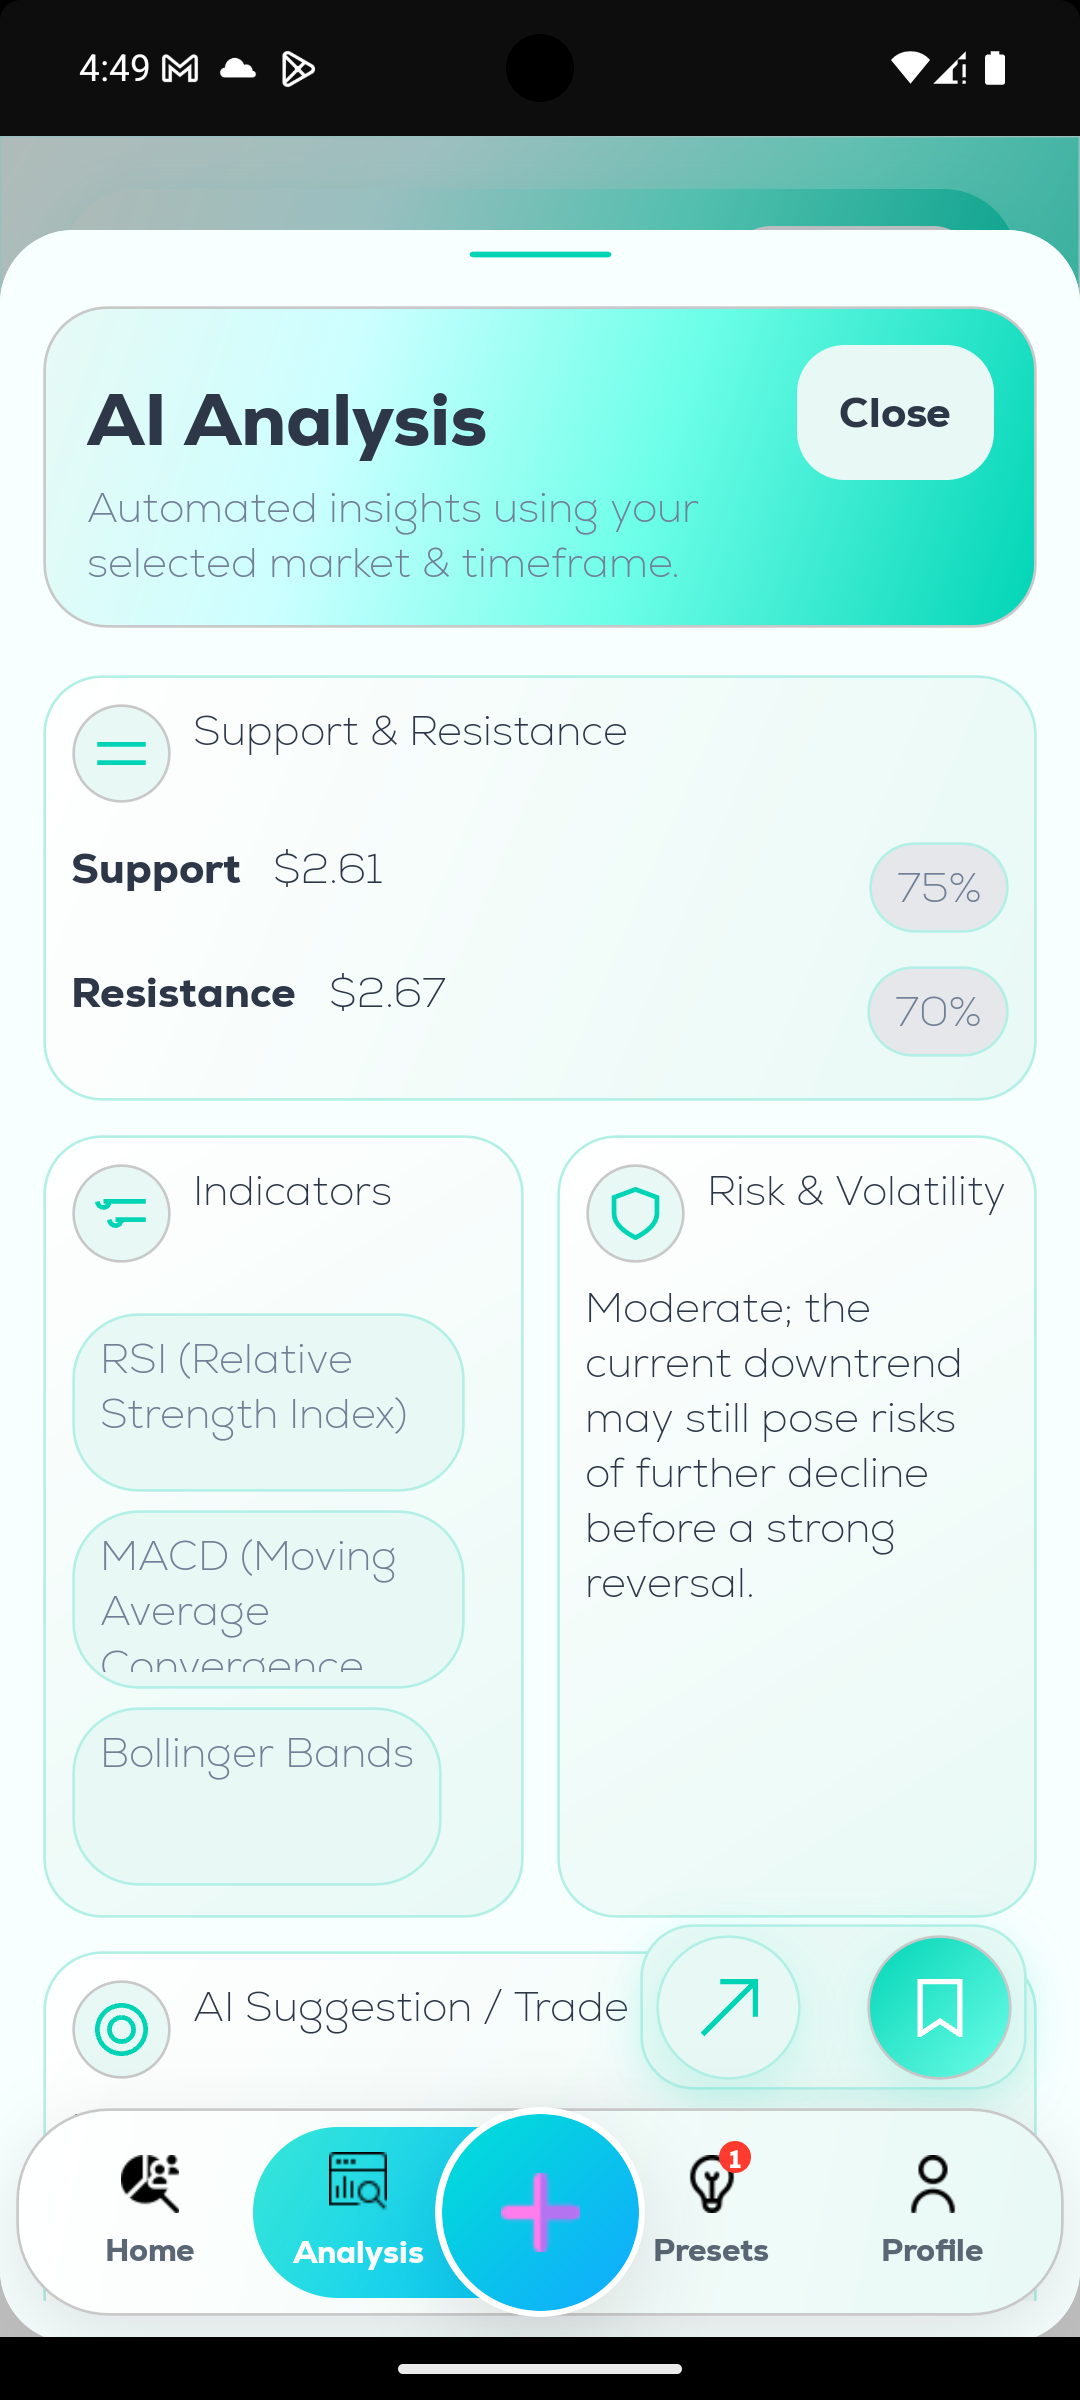 4:49
AI Analysis
Close
Automated insights using your
selected market & timeframe.
Support & Resistance
Support $2.61
75%
Resistance $2.67
70%
Indicators
RSI (Relative
Strength Index)
MACD (Moving
Average
Convergence
Bollinger Bands
Risk & Volatility
Moderate; the
current downtrend
may still pose risks
of further decline
before a strong
reversal.
AI Suggestion / Trade
Home
Analysis
1
Presets
Profile